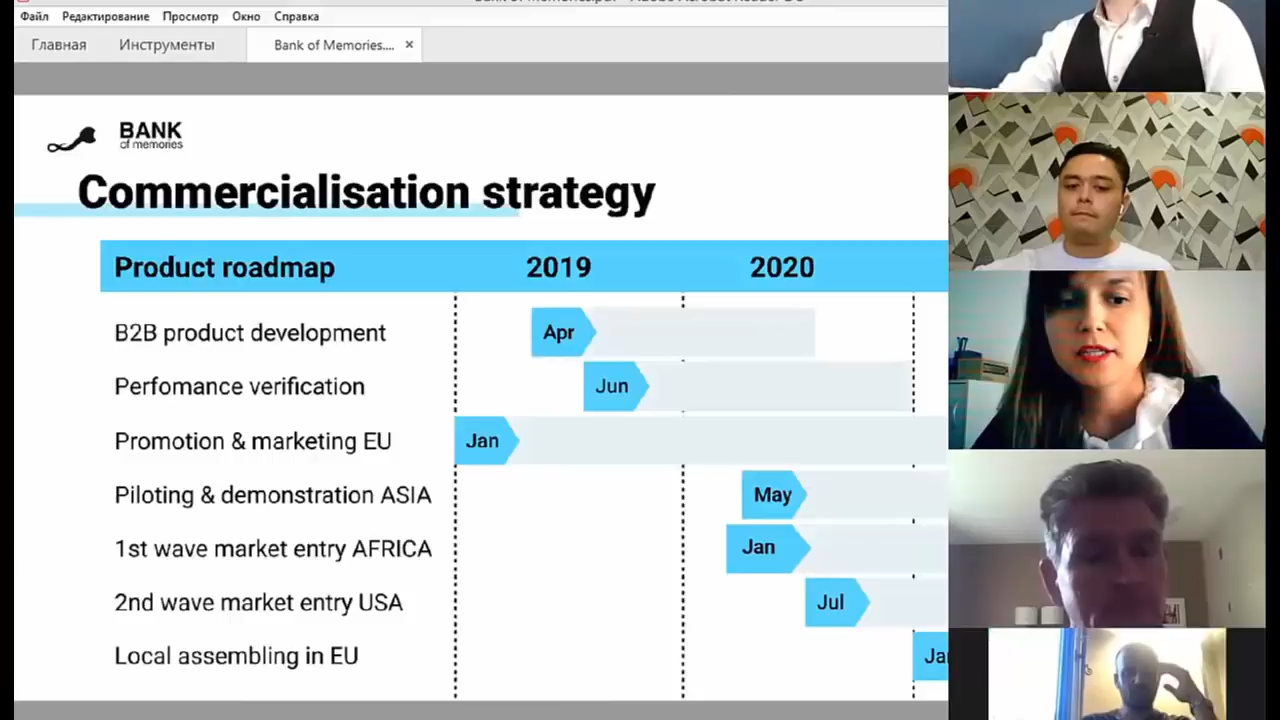 Файл Редактирование Просмотр Окно Справка
Главная Инструменты Bank of Memories.... ×
BANK
of memories
Commercialisation strategy
Product roadmap 2019 2020
B2B product development Apr
Perfomance verification Jun
Promotion & marketing EU Jan
Piloting & demonstration ASIA May
1st wave market entry AFRICA Jan
2nd wave market entry USA Jul
Local assembling in EU